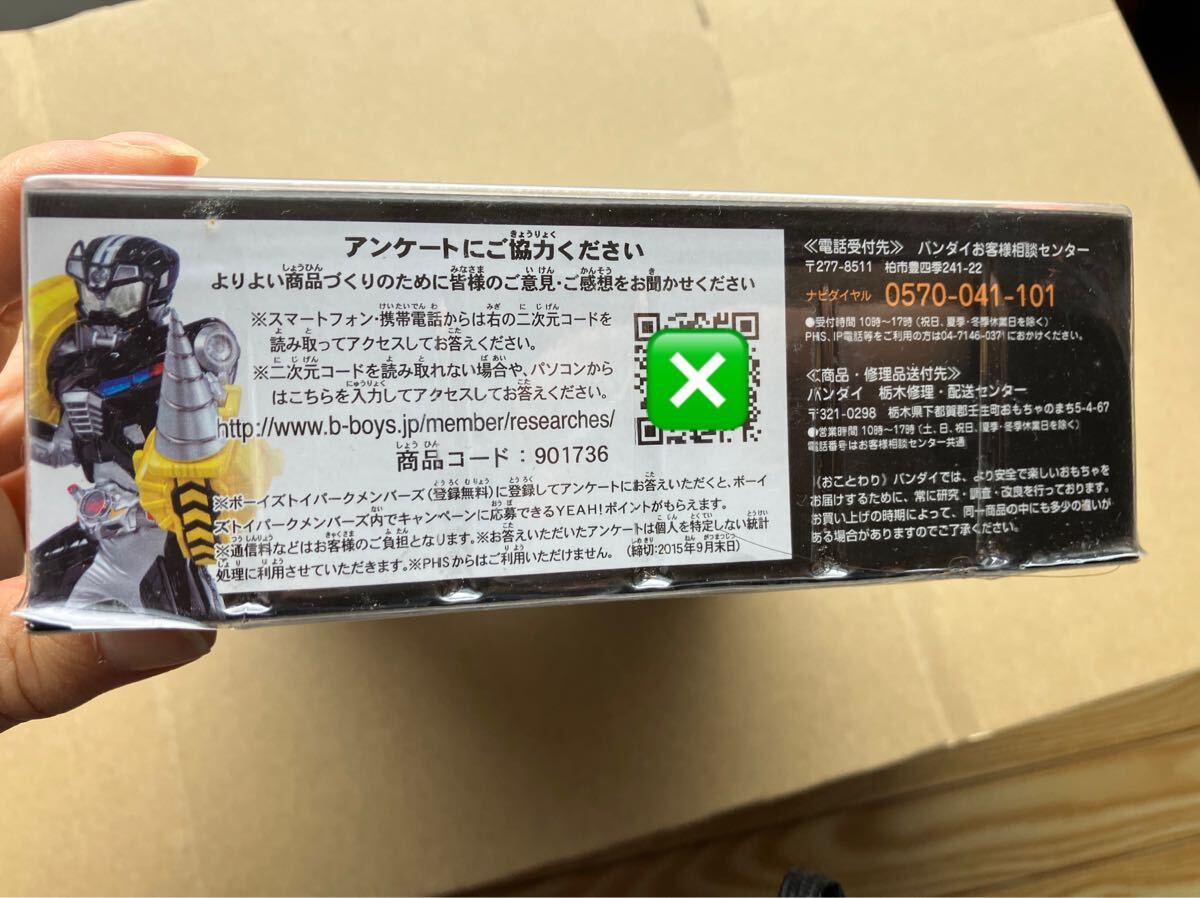 アンケートにご協力ください
よりよい商品づくりのために皆様のご意見・ご感想をお聞かせください
※スマートフォン・携帯電話からは右の二次元コードを
読み取ってアクセスしてお答えください。
※二次元コードを読み取れない場合や、パソコンから
はこちらを入力してアクセスしてお答えください。
http://www.b-boys.jp/member/researches/
商品コード：901736
※ボーイズトイパークメンバーズ(登録無料)に登録してアンケートにお答えいただくと、ボーイ
ズトイパークメンバーズ内でキャンペーンに応募できるYEAH!ポイントがもらえます。
※通信料などはお客様のご負担となります。※お答えいただいたアンケートは個人を特定しない統計
処理に利用させていただきます。※PHSからはご利用いただけません。 (締切:2015年9月末日)
≪電話受付先≫ バンダイお客様相談センター
〒277-8511 柏市豊四季241-22
ナビダイヤル 0570-041-101
●受付時間 10時〜17時(祝日、夏季・冬季休業日を除く)
PHS、IP電話等をご利用の方は04-7146-0371におかけください。
≪商品・修理品送付先≫
バンダイ 栃木修理・配送センター
〒321-0298 栃木県下都賀郡壬生町おもちゃのまち5-4-67
●営業時間 10時〜17時(土、日、祝日、夏季・冬季休業日を除く)
電話番号はお客様相談センター共通
《おことわり》バンダイでは、より安全で楽しいおもちゃを
お届けするために、常に研究・調査・改良を行っております。
お買い上げの時期によって、同一商品の中にも多少の違いが
ある場合がありますのでご了承ください。